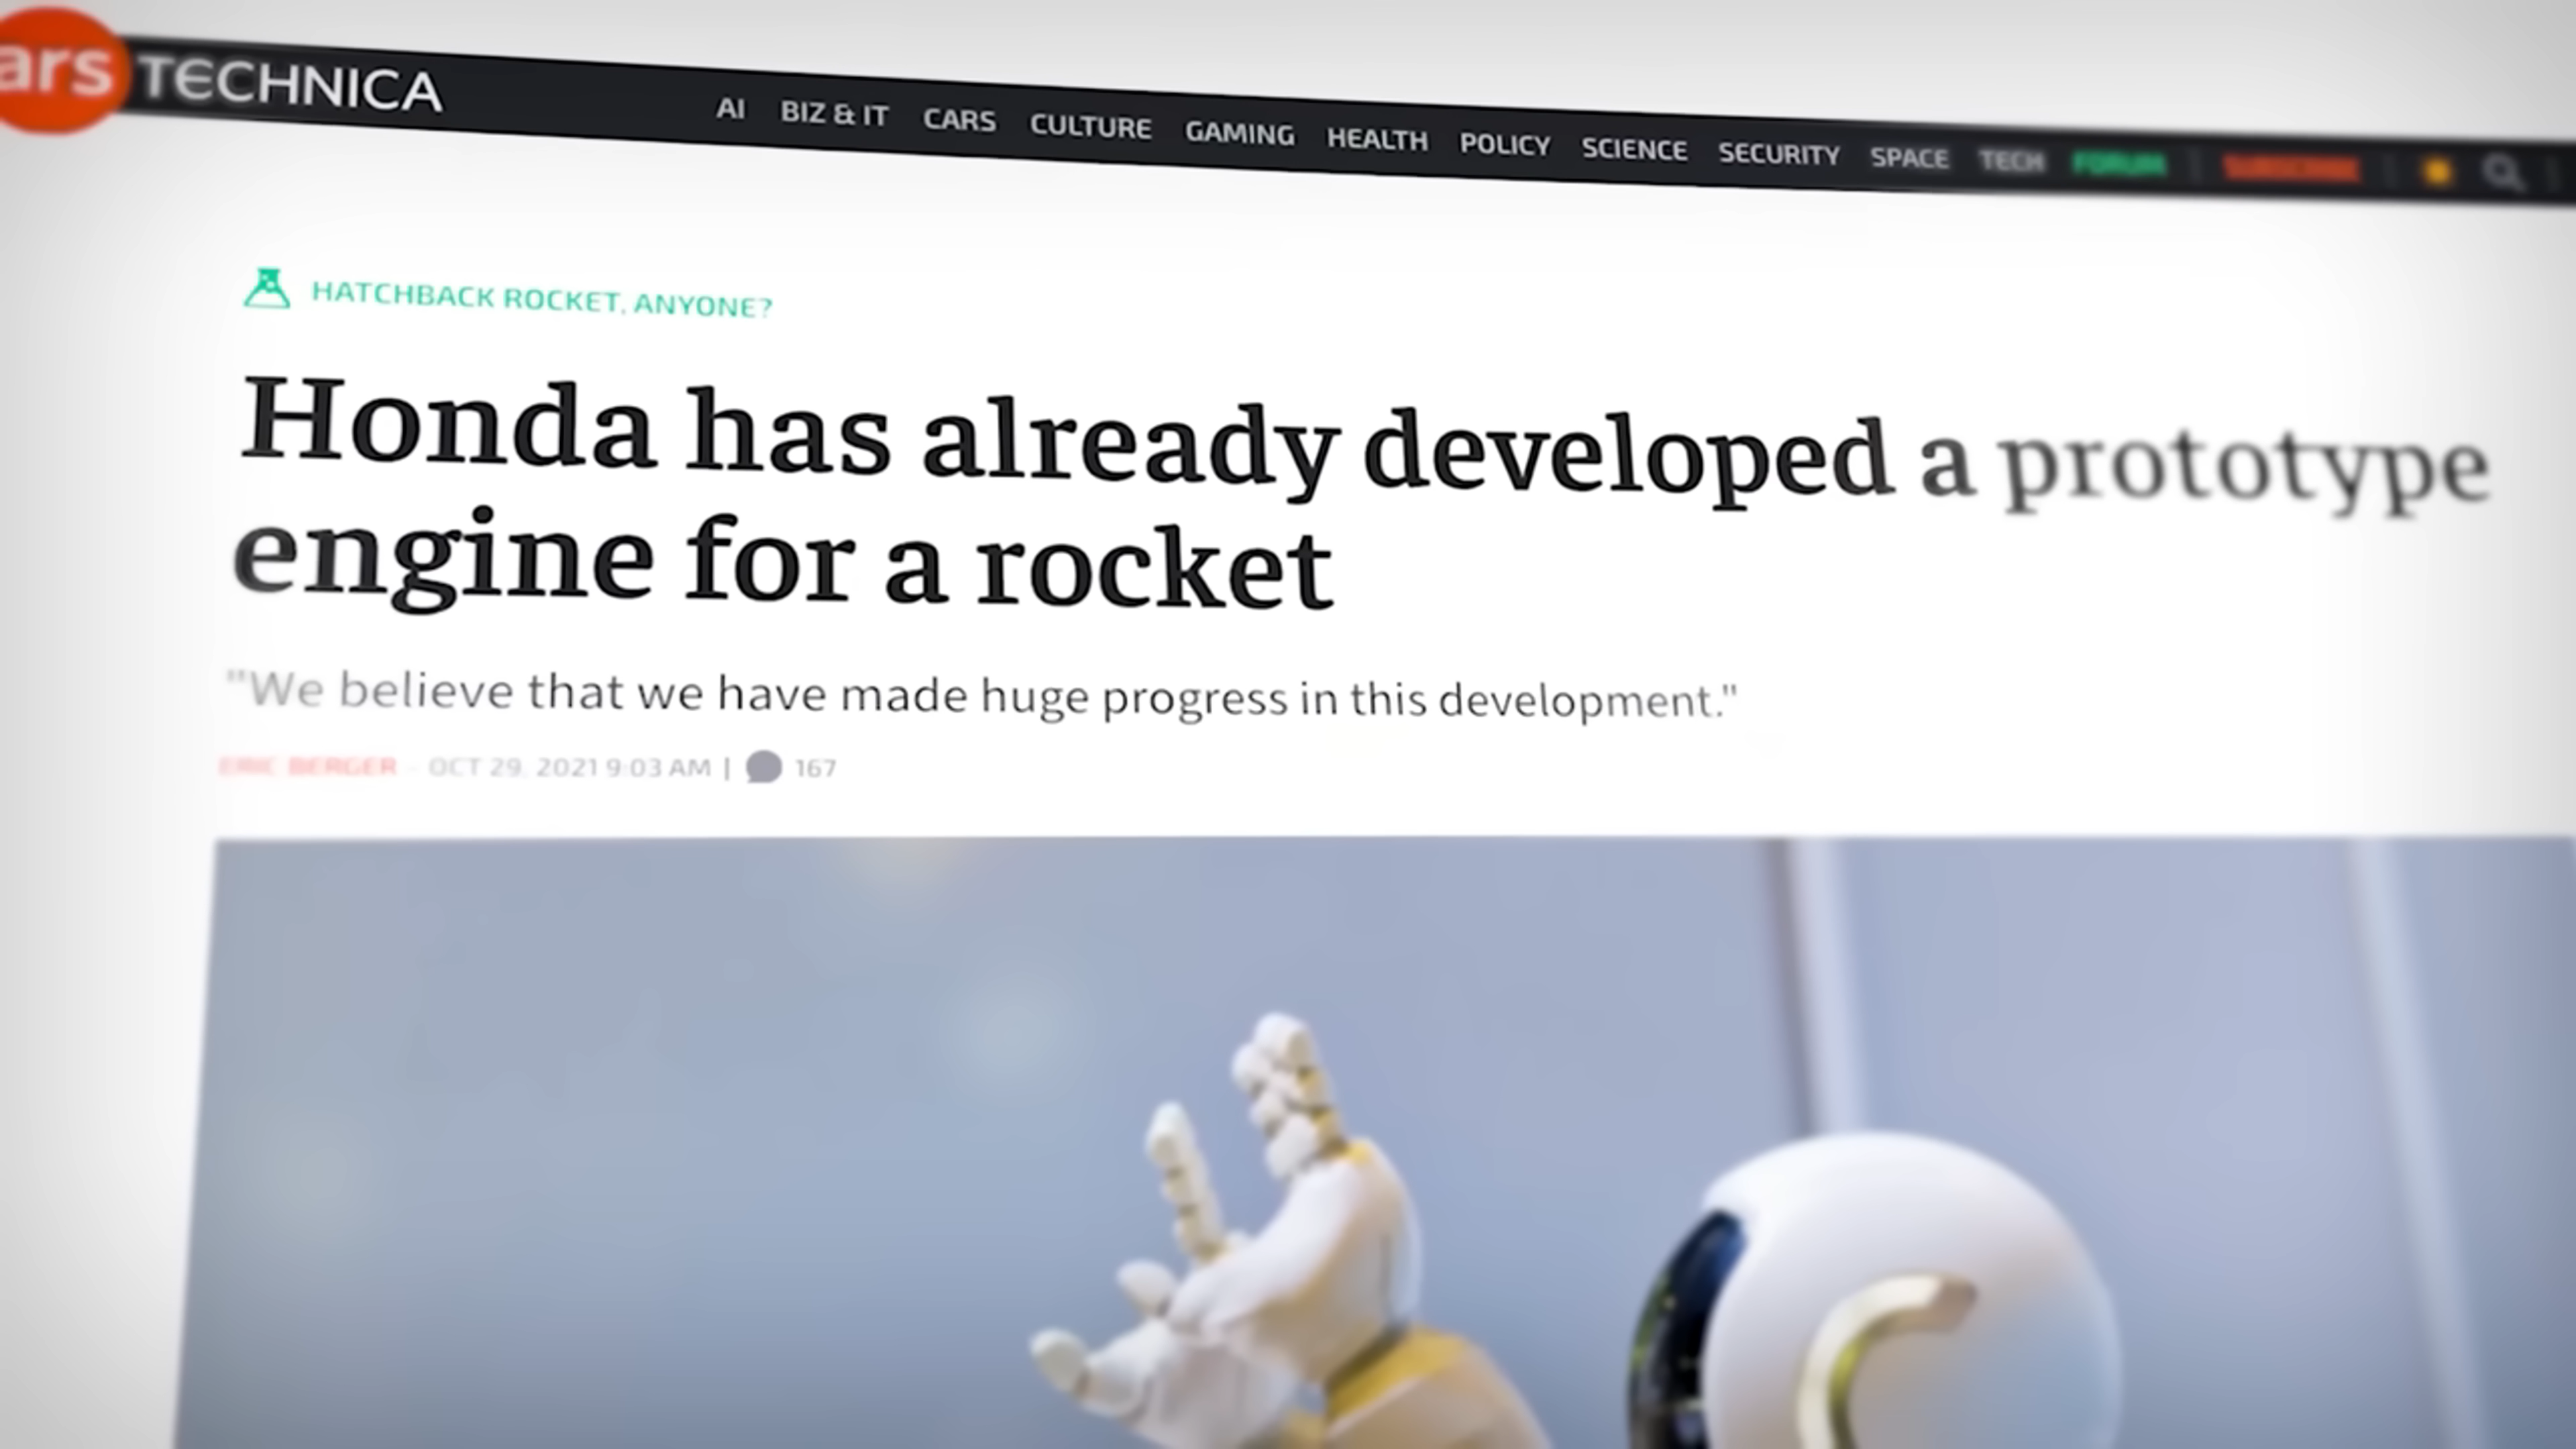 ars TECHNICA
AI BIZ & IT CARS CULTURE GAMING HEALTH POLICY SCIENCE SECURITY SPACE TECH FORUM SUBSCRIBE
HATCHBACK ROCKET, ANYONE?
Honda has already developed a prototype
engine for a rocket
"We believe that we have made huge progress in this development."
ERIC BERGER – OCT 29, 2021 9:03 AM | 167